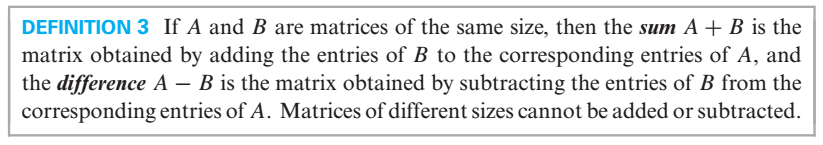 DEFINITION 3 If A and B are matrices of the same size, then the sum A + B is the
matrix obtained by adding the entries of B to the corresponding entries of A, and
the difference A − B is the matrix obtained by subtracting the entries of B from the
corresponding entries of A. Matrices of different sizes cannot be added or subtracted.